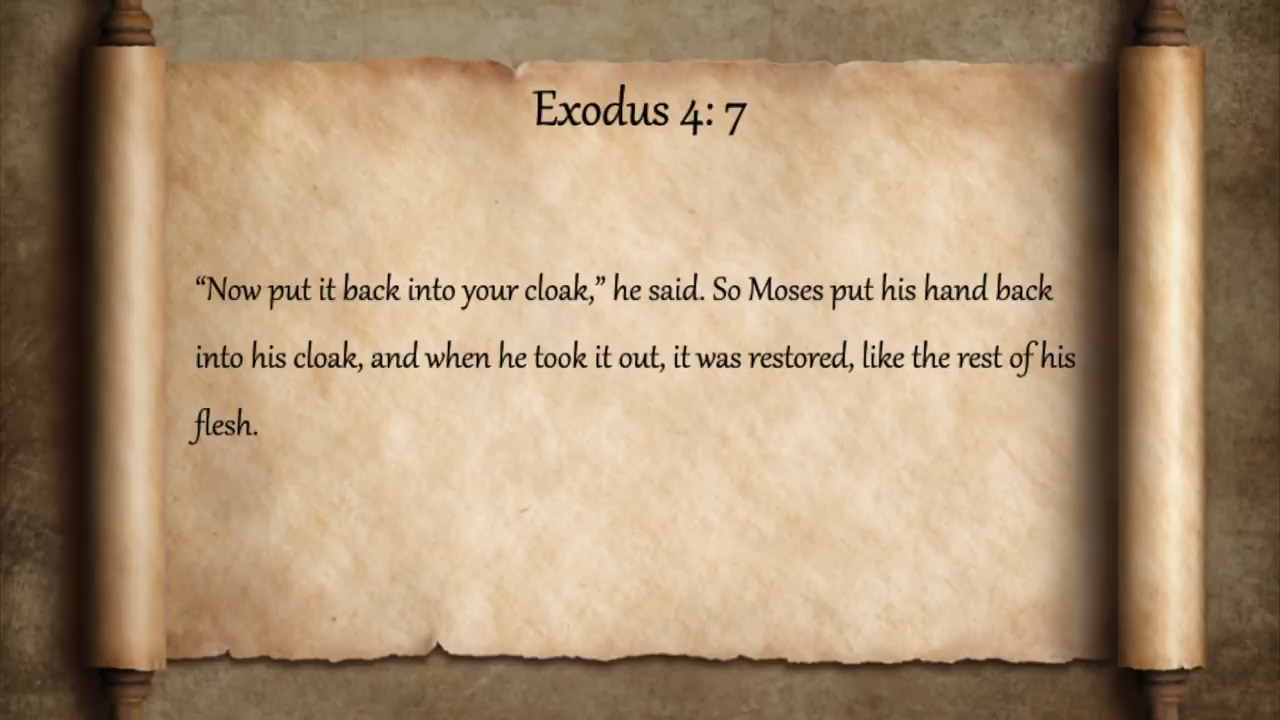 Exodus 4: 7
“Now put it back into your cloak,” he said. So Moses put his hand back
into his cloak, and when he took it out, it was restored, like the rest of his
flesh.